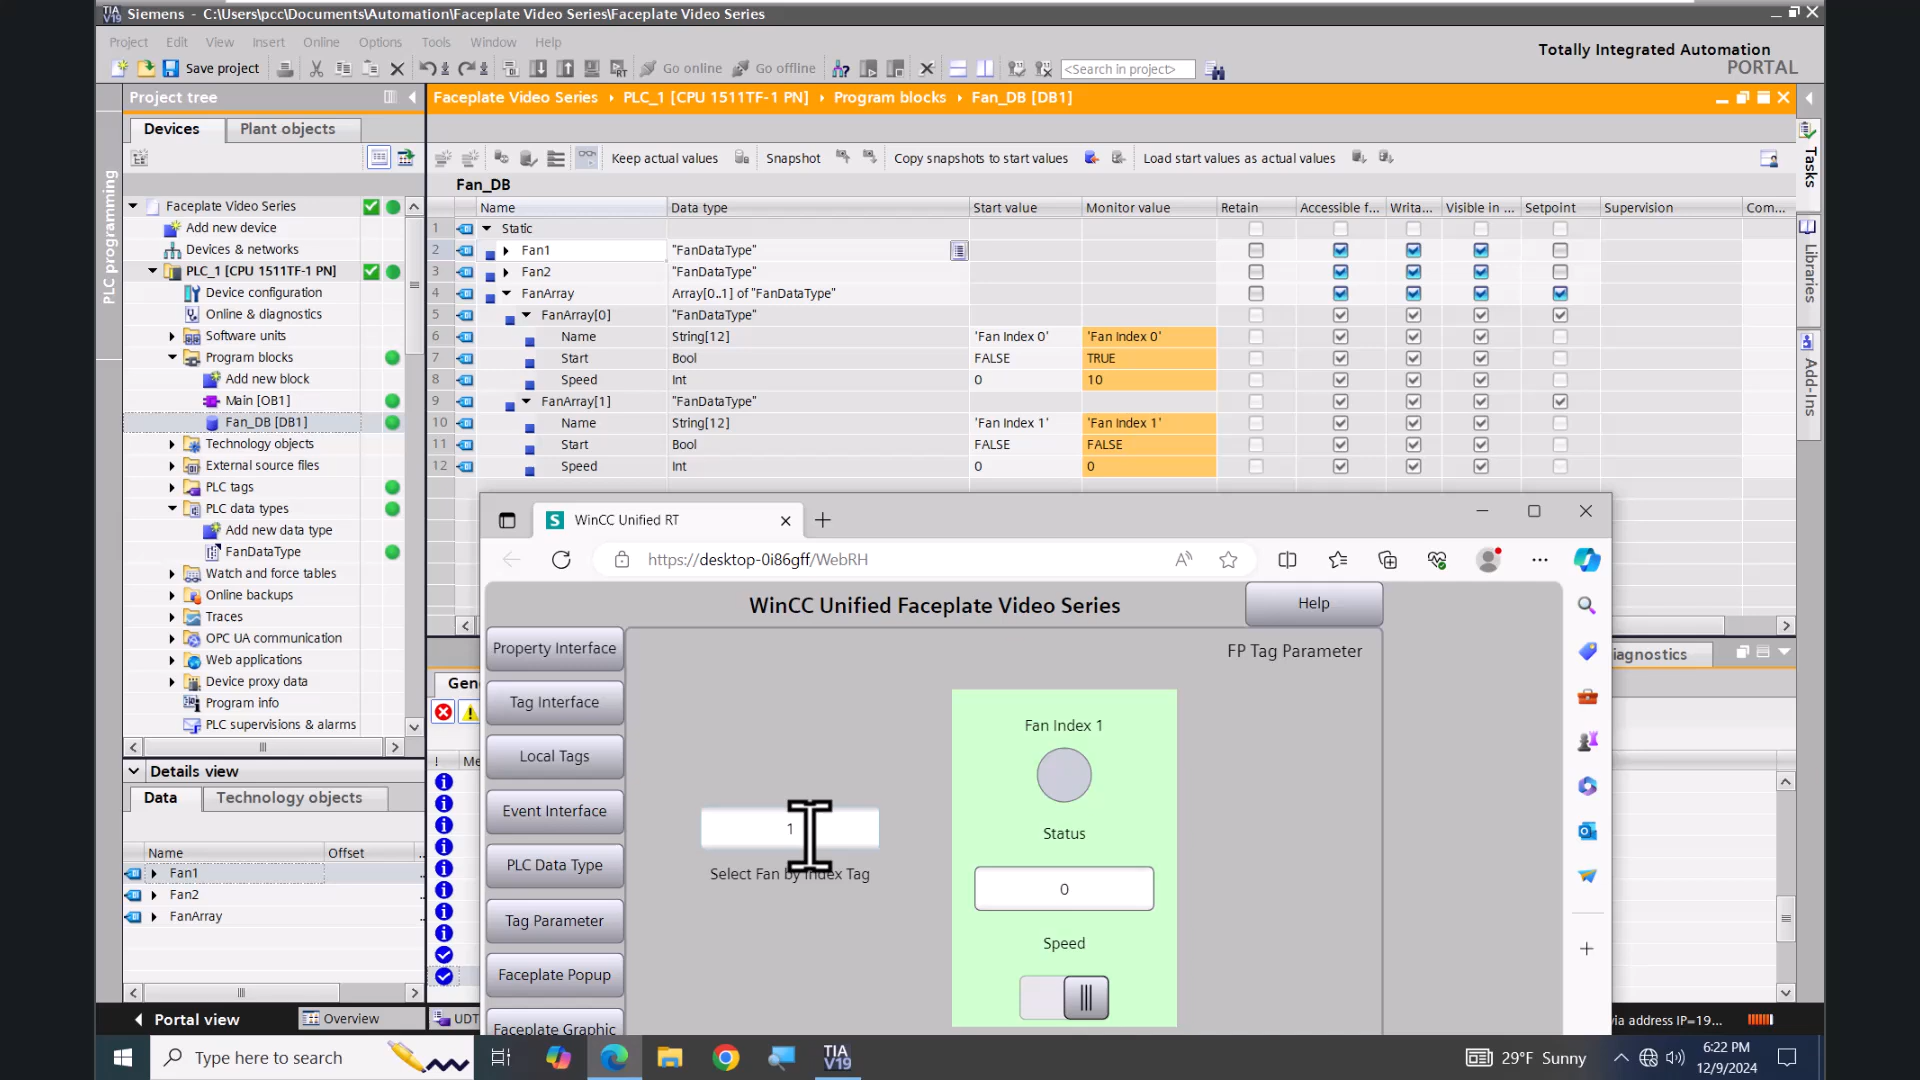 TIA V19 Siemens - C:\Users\pcc\Documents\Automation\Faceplate Video Series\Faceplate Video Series
Project Edit View Insert Online Options Tools Window Help
Totally Integrated Automation
PORTAL
Save project Go online Go offline <Search in project>
Project tree
Faceplate Video Series › PLC_1 [CPU 1511TF-1 PN] › Program blocks › Fan_DB [DB1]
Devices Plant objects
PLC programming
Keep actual values Snapshot Copy snapshots to start values Load start values as actual values
Fan_DB
Name Data type Start value Monitor value Retain Accessible f... Writa... Visible in ... Setpoint Supervision Com...
1 Static
2 Fan1 "FanDataType"
3 Fan2 "FanDataType"
4 FanArray Array[0..1] of "FanDataType"
5 FanArray[0] "FanDataType"
6 Name String[12] 'Fan Index 0' 'Fan Index 0'
7 Start Bool FALSE TRUE
8 Speed Int 0 10
9 FanArray[1] "FanDataType"
10 Name String[12] 'Fan Index 1' 'Fan Index 1'
11 Start Bool FALSE FALSE
12 Speed Int 0 0
Faceplate Video Series
Add new device
Devices & networks
PLC_1 [CPU 1511TF-1 PN]
Device configuration
Online & diagnostics
Software units
Program blocks
Add new block
Main [OB1]
Fan_DB [DB1]
Technology objects
External source files
PLC tags
PLC data types
Add new data type
FanDataType
Watch and force tables
Online backups
Traces
OPC UA communication
Web applications
Device proxy data
Program info
PLC supervisions & alarms
Details view
Data Technology objects
Name Offset ..
Fan1 ..
Fan2 ..
FanArray ..
Tasks
Libraries
Add-Ins
Gen
! Me
iagnostics
WinCC Unified RT
https://desktop-0i86gff/WebRH
WinCC Unified Faceplate Video Series
Help
Property Interface
Tag Interface
Local Tags
Event Interface
PLC Data Type
Tag Parameter
Faceplate Popup
Faceplate Graphic
FP Tag Parameter
1
Select Fan by Index Tag
Fan Index 1
Status
0
Speed
Portal view Overview UDT
via address IP=19...
Type here to search
TIA V19
29°F Sunny
6:22 PM
12/9/2024